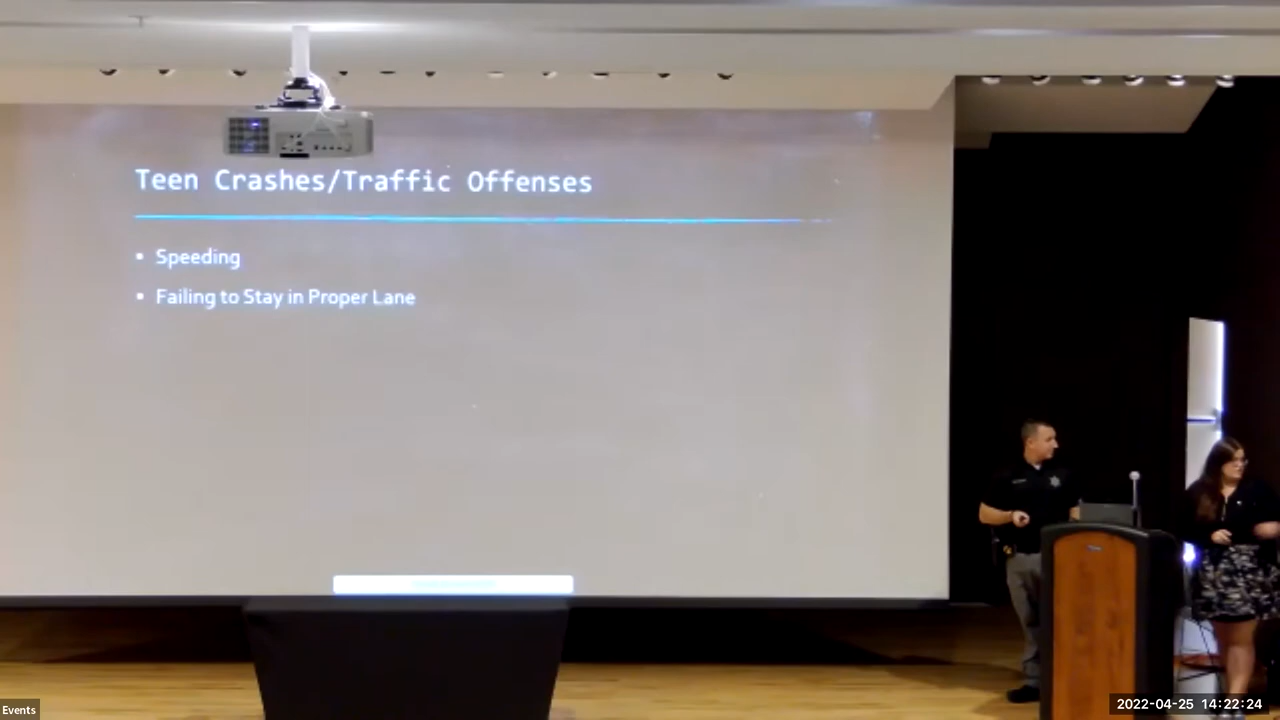 Teen Crashes/Traffic Offenses
▪ Speeding
▪ Failing to Stay in Proper Lane
Events
2022-04-25 14:22:24